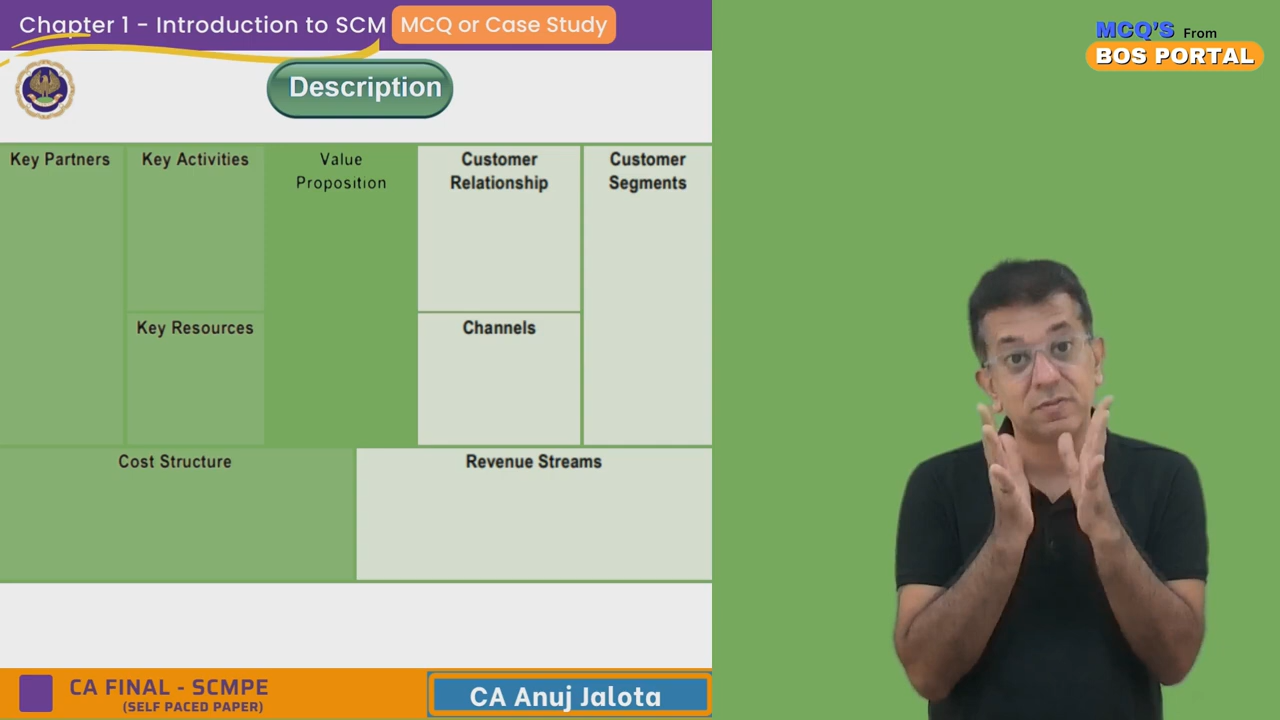 Chapter 1 - Introduction to SCM MCQ or Case Study
MCQ'S From
BOS PORTAL
Description
Key Partners
Key Activities
Value
Proposition
Customer
Relationship
Customer
Segments
Key Resources
Channels
Cost Structure
Revenue Streams
CA FINAL - SCMPE
(SELF PACED PAPER)
CA Anuj Jalota